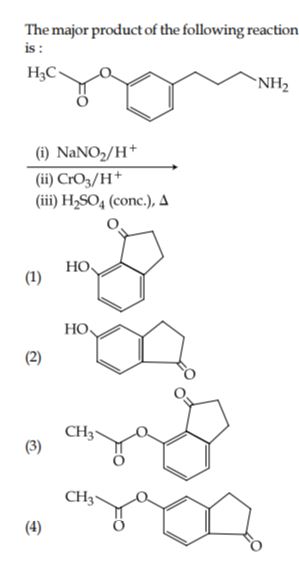 The major product of the following reaction
is :
H₃C
O
O
NH₂
(i) NaNO₂/H⁺
(ii) CrO₃/H⁺
(iii) H₂SO₄ (conc.), Δ
O
HO
(1)
HO
(2)
O
O
CH₃
O
(3)
O
CH₃
O
(4)
O
O